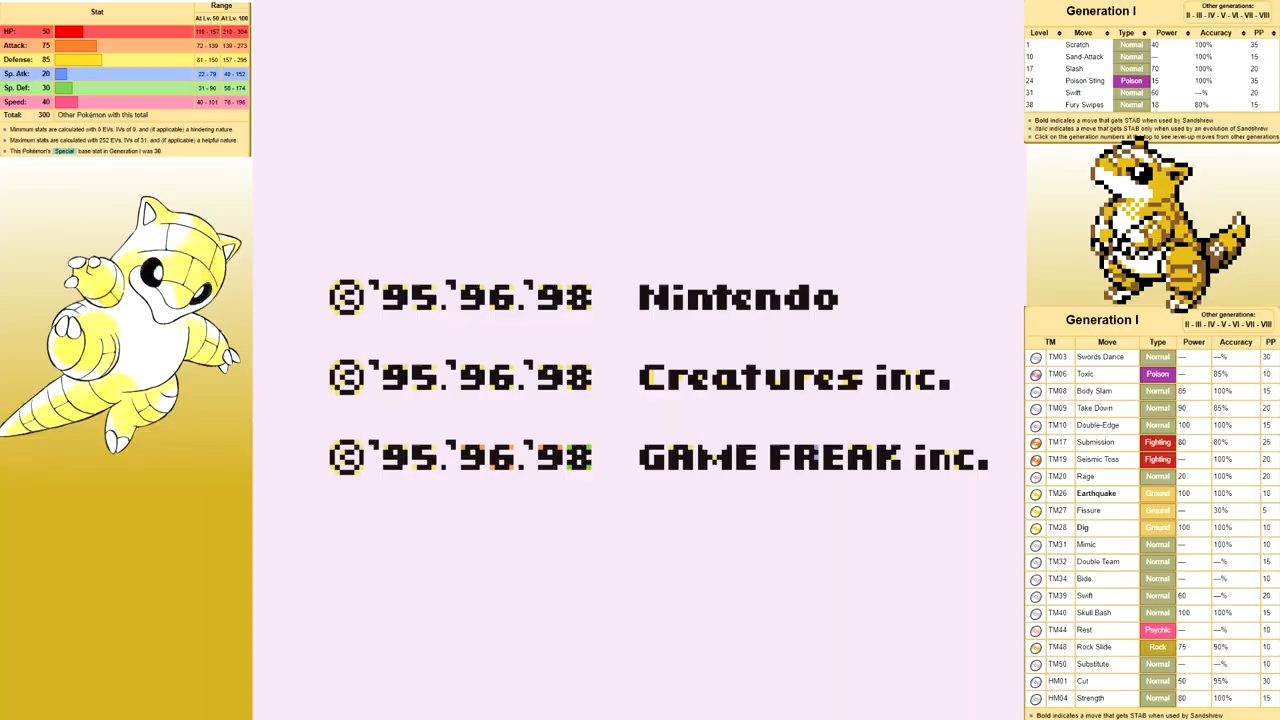 Stat
Range
At Lv. 50 At Lv. 100
HP: 50 110 - 157 210 - 304
Attack: 75 72 - 139 139 - 273
Defense: 85 81 - 150 157 - 295
Sp. Atk: 20 22 - 79 40 - 152
Sp. Def: 30 31 - 90 58 - 174
Speed: 40 40 - 101 76 - 196
Total: 300 Other Pokémon with this total
Minimum stats are calculated with 0 EVs, IVs of 0, and (if applicable) a hindering nature.
Maximum stats are calculated with 252 EVs, IVs of 31, and (if applicable) a helpful nature.
This Pokémon's Special base stat in Generation I was 30.
©'95.'96.'98 Nintendo
©'95.'96.'98 Creatures inc.
©'95.'96.'98 GAME FREAK inc.
Generation I
Other generations:
II - III - IV - V - VI - VII - VIII
Level Move Type Power Accuracy PP
1 Scratch Normal 40 100% 35
10 Sand-Attack Normal — 100% 15
17 Slash Normal 70 100% 20
24 Poison Sting Poison 15 100% 35
31 Swift Normal 60 —% 20
38 Fury Swipes Normal 18 80% 15
Bold indicates a move that gets STAB when used by Sandshrew
Italic indicates a move that gets STAB only when used by an evolution of Sandshrew
Click on the generation numbers at the top to see level-up moves from other generations
Generation I
Other generations:
II - III - IV - V - VI - VII - VIII
TM Move Type Power Accuracy PP
TM03 Swords Dance Normal — —% 30
TM06 Toxic Poison — 85% 10
TM08 Body Slam Normal 85 100% 15
TM09 Take Down Normal 90 85% 20
TM10 Double-Edge Normal 100 100% 15
TM17 Submission Fighting 80 80% 25
TM19 Seismic Toss Fighting — 100% 20
TM20 Rage Normal 20 100% 20
TM26 Earthquake Ground 100 100% 10
TM27 Fissure Ground — 30% 5
TM28 Dig Ground 100 100% 10
TM31 Mimic Normal — 100% 10
TM32 Double Team Normal — —% 15
TM34 Bide Normal — —% 10
TM39 Swift Normal 60 —% 20
TM40 Skull Bash Normal 100 100% 15
TM44 Rest Psychic — —% 10
TM48 Rock Slide Rock 75 90% 10
TM50 Substitute Normal — —% 10
HM01 Cut Normal 50 95% 30
HM04 Strength Normal 80 100% 15
Bold indicates a move that gets STAB when used by Sandshrew